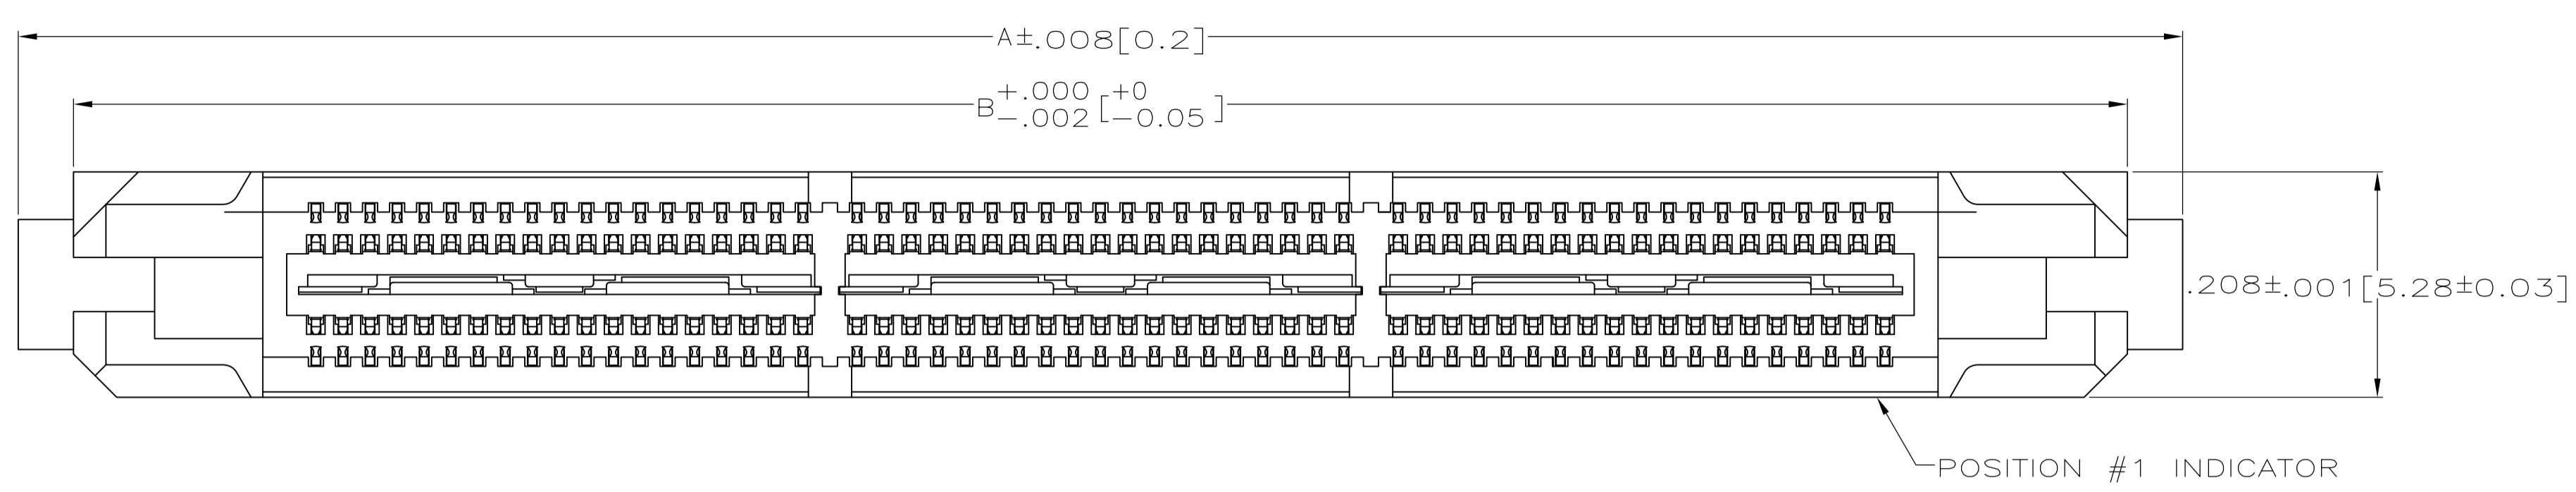 A±.008[0.2]
B+.000 -.002[+0 -0.05]
.208±.001[5.28±0.03]
POSITION #1 INDICATOR